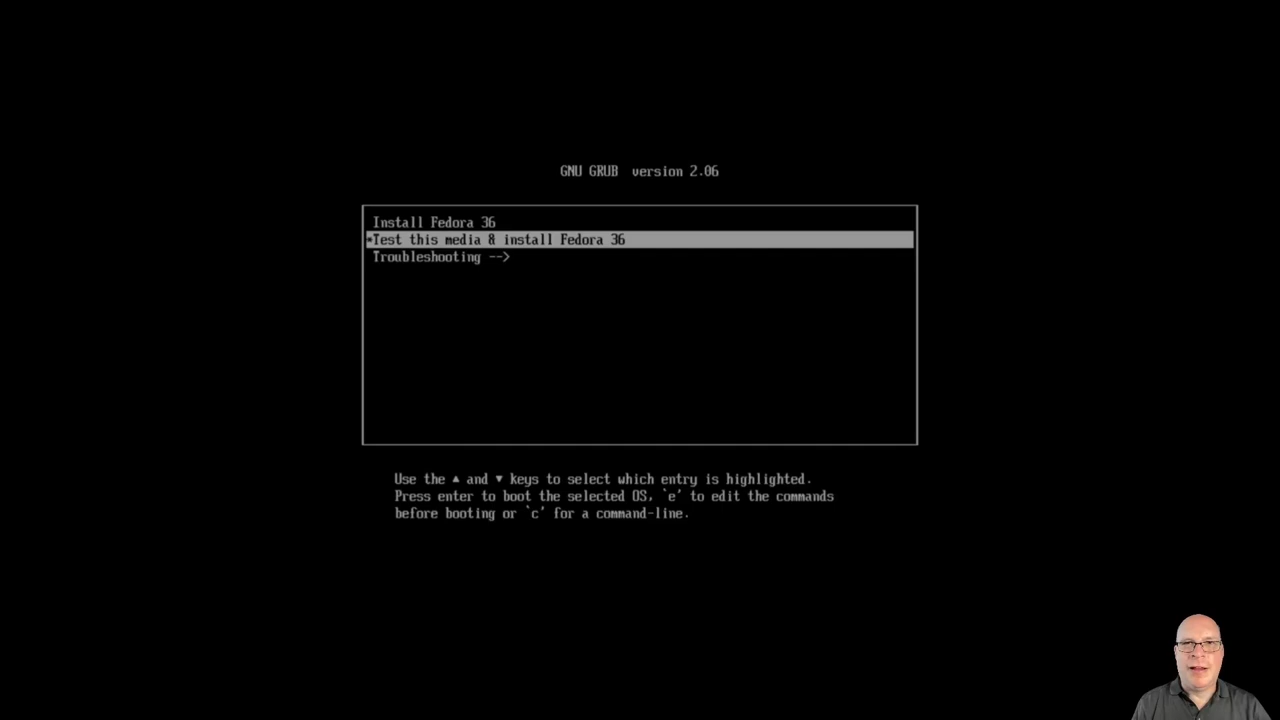 GNU GRUB version 2.06
Install Fedora 36
*Test this media & install Fedora 36
Troubleshooting -->
Use the ▲ and ▼ keys to select which entry is highlighted.
Press enter to boot the selected OS, `e' to edit the commands
before booting or `c' for a command-line.